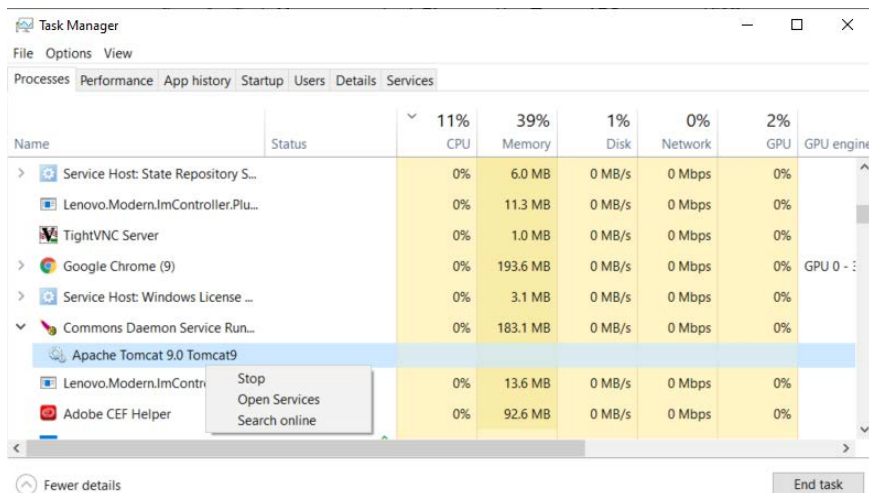 Task Manager
File Options View
Processes Performance App history Startup Users Details Services
11% 39% 1% 0% 2%
Name Status CPU Memory Disk Network GPU GPU engine
Service Host: State Repository S... 0% 6.0 MB 0 MB/s 0 Mbps 0%
Lenovo.Modern.ImController.Plu... 0% 11.3 MB 0 MB/s 0 Mbps 0%
TightVNC Server 0% 1.0 MB 0 MB/s 0 Mbps 0%
Google Chrome (9) 0% 193.6 MB 0 MB/s 0 Mbps 0% GPU 0 -
Service Host: Windows License ... 0% 3.1 MB 0 MB/s 0 Mbps 0%
Commons Daemon Service Run... 0% 183.1 MB 0 MB/s 0 Mbps 0%
Apache Tomcat 9.0 Tomcat9
Lenovo.Modern.ImContr 0% 13.6 MB 0 MB/s 0 Mbps 0%
Stop
Open Services
Search online
Adobe CEF Helper 0% 92.6 MB 0 MB/s 0 Mbps 0%
Fewer details End task